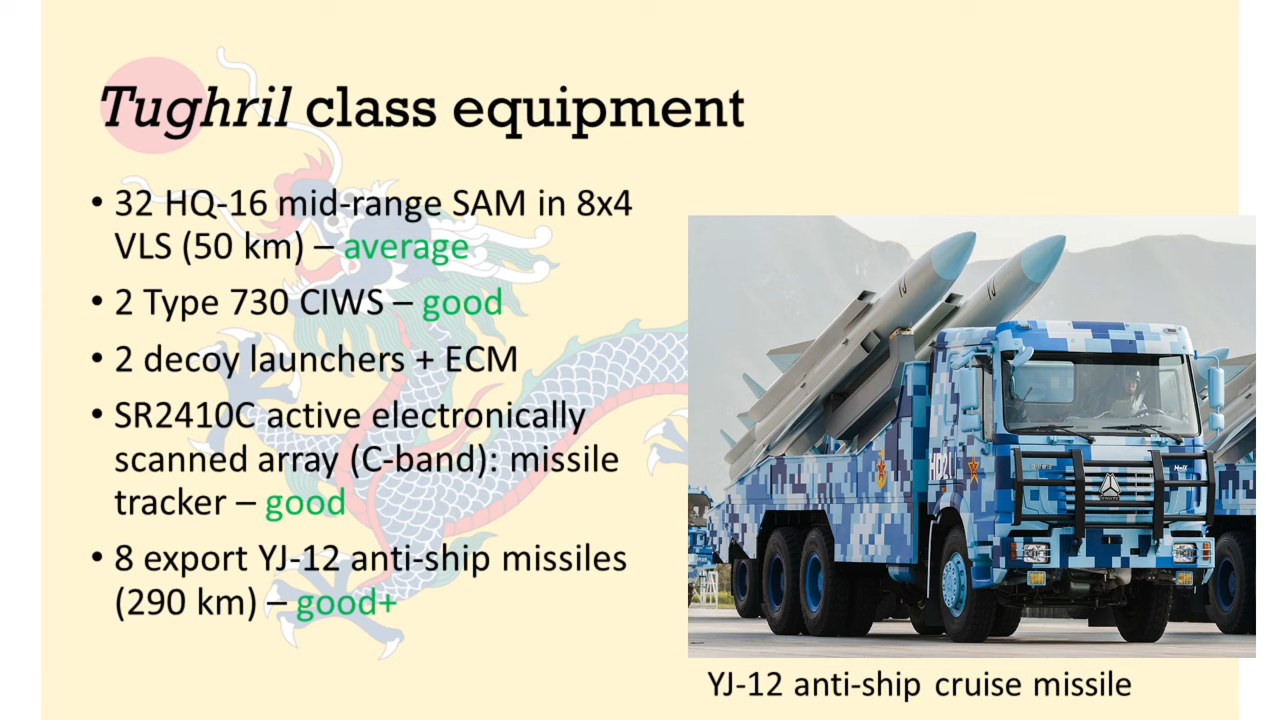 Tughril class equipment
• 32 HQ-16 mid-range SAM in 8x4
VLS (50 km) – average
• 2 Type 730 CIWS – good
• 2 decoy launchers + ECM
• SR2410C active electronically
scanned array (C-band): missile
tracker – good
• 8 export YJ-12 anti-ship missiles
(290 km) – good+
YJ-12 anti-ship cruise missile